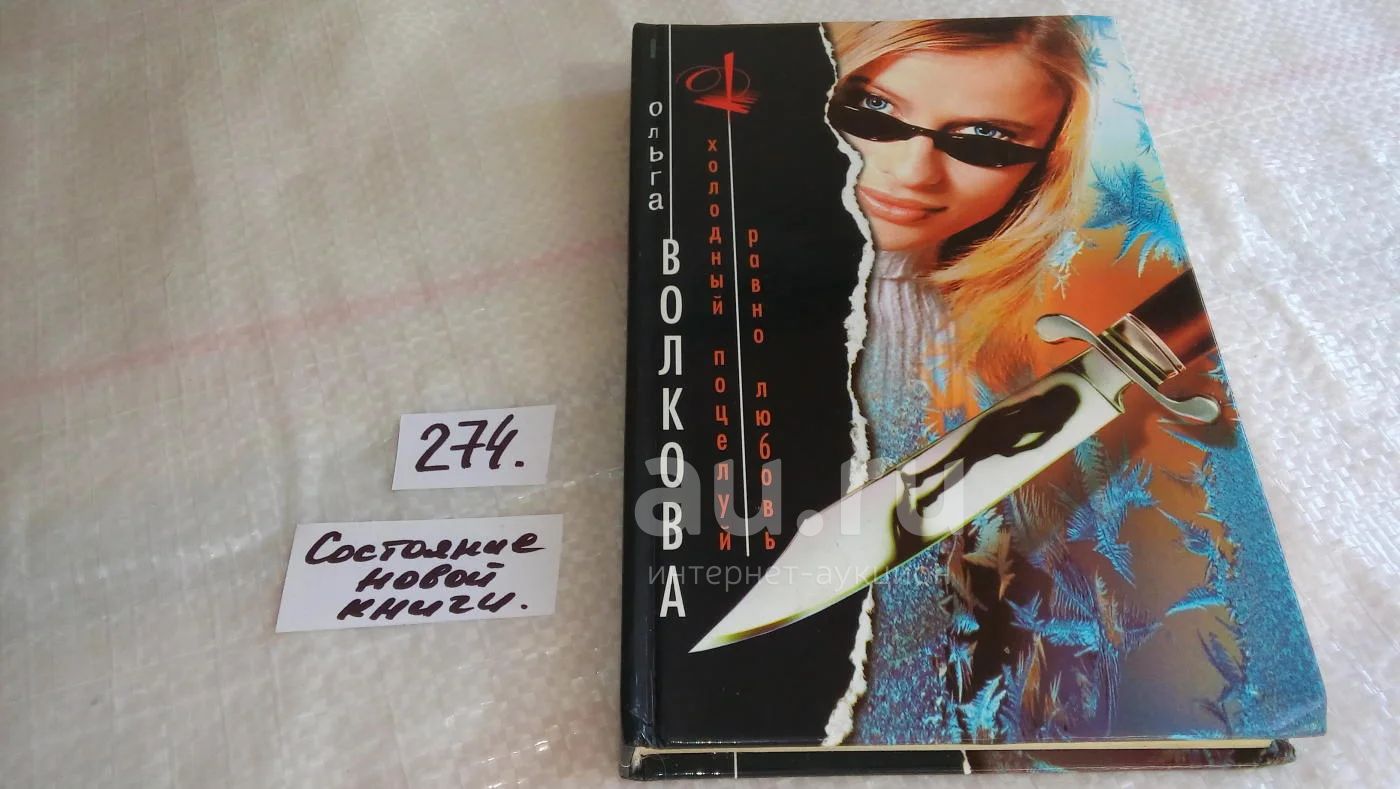 ольга
ВОЛКОВА
холодный поцелуй
равно любовь
274.
Состояние
новой
книги.
au.ru
интернет-аукцион